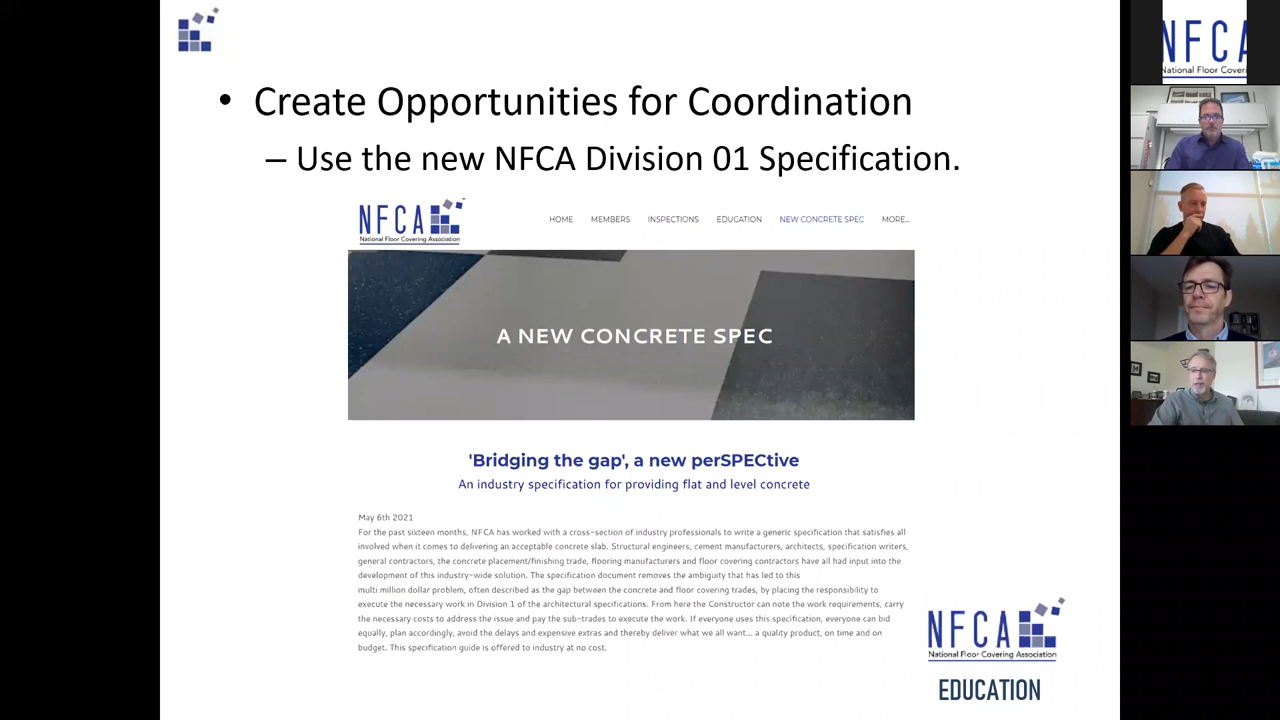 • Create Opportunities for Coordination
– Use the new NFCA Division 01 Specification.
NFCA
National Floor Covering Association
HOME MEMBERS INSPECTIONS EDUCATION NEW CONCRETE SPEC MORE...
A NEW CONCRETE SPEC
'Bridging the gap', a new perSPECtive
An industry specification for providing flat and level concrete
May 6th 2021
For the past sixteen months, NFCA has worked with a cross-section of industry professionals to write a generic specification that satisfies all
involved when it comes to delivering an acceptable concrete slab. Structural engineers, cement manufacturers, architects, specification writers,
general contractors, the concrete placement/finishing trade, flooring manufacturers and floor covering contractors have all had input into the
development of this industry-wide solution. The specification document removes the ambiguity that has led to this
multi million dollar problem, often described as the gap between the concrete and floor covering trades, by placing the responsibility to
execute the necessary work in Division 1 of the architectural specifications. From here the Constructor can note the work requirements, carry
the necessary costs to address the issue and pay the sub-trades to execute the work. If everyone uses this specification, everyone can bid
equally, plan accordingly, avoid the delays and expensive extras and thereby deliver what we all want... a quality product, on time and on
budget. This specification guide is offered to industry at no cost.
NFCA
National Floor Covering Association
EDUCATION
NFCA
National Floor Coverin